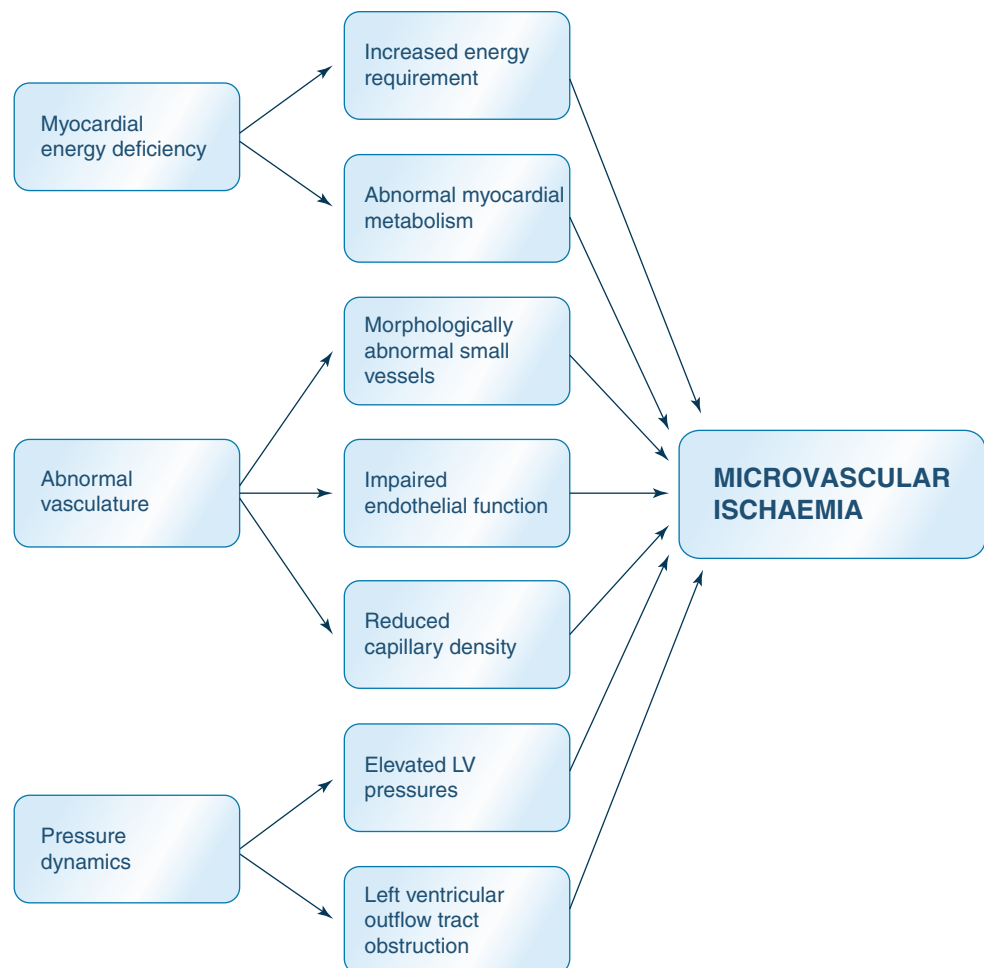 Increased energy
requirement
Myocardial
energy deficiency
Abnormal myocardial
metabolism
Morphologically
abnormal small
vessels
Abnormal
vasculature
Impaired
endothelial function
MICROVASCULAR
ISCHAEMIA
Reduced
capillary density
Elevated LV
pressures
Pressure
dynamics
Left ventricular
outflow tract
obstruction